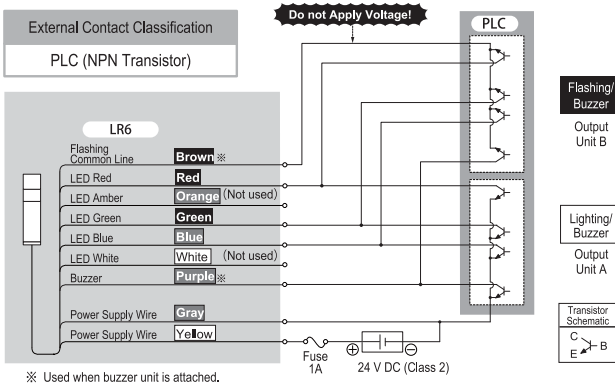 External Contact Classification
PLC (NPN Transistor)
Do not Apply Voltage!
PLC
LR6
Flashing
Common Line
Brown ※
LED Red
Red
LED Amber
Orange (Not used)
LED Green
Green
LED Blue
Blue
LED White
White (Not used)
Buzzer
Purple ※
Power Supply Wire
Gray
Power Supply Wire
Yellow
Fuse
1A
⊕
⊖
24 V DC (Class 2)
※ Used when buzzer unit is attached.
Flashing/
Buzzer
Output
Unit B
Lighting/
Buzzer
Output
Unit A
Transistor
Schematic
C
B
E